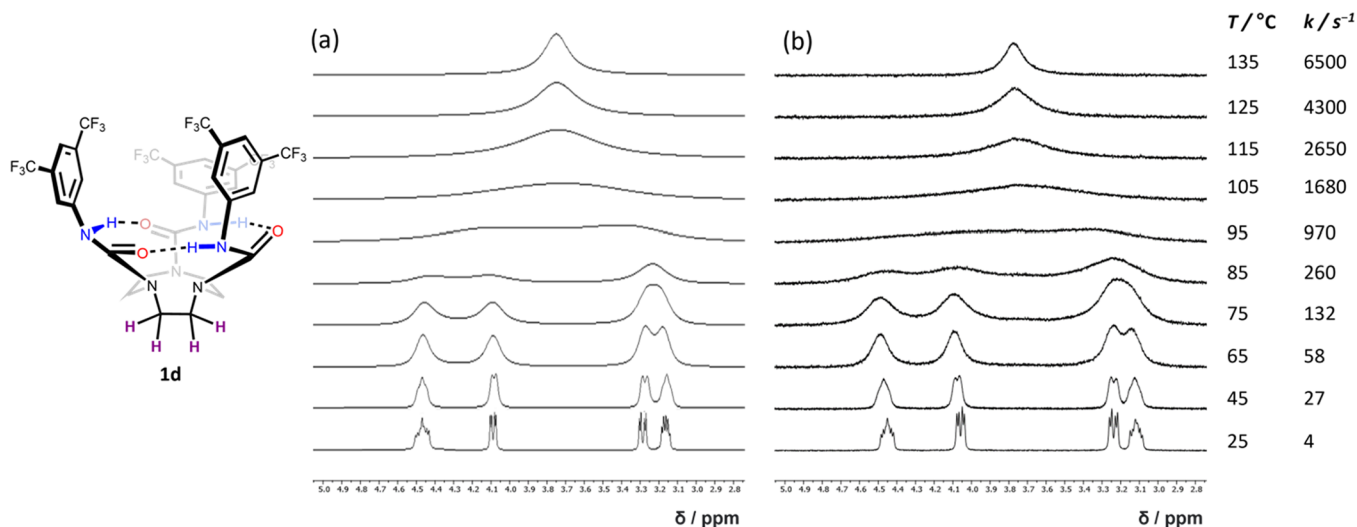 (a)
(b)
T / °C k / s⁻¹
135 6500
125 4300
115 2650
105 1680
95 970
85 260
75 132
65 58
45 27
25 4
CF₃
F₃C
F₃C
CF₃
F₃C
CF₃
N
H
O
N
H
O
O
H
N
N
N
N
H
H
H
H
1d
5.0 4.9 4.8 4.7 4.6 4.5 4.4 4.3 4.2 4.1 4.0 3.9 3.8 3.7 3.6 3.5 3.4 3.3 3.2 3.1 3.0 2.9 2.8
5.0 4.9 4.8 4.7 4.6 4.5 4.4 4.3 4.2 4.1 4.0 3.9 3.8 3.7 3.6 3.5 3.4 3.3 3.2 3.1 3.0 2.9 2.8
δ / ppm
δ / ppm